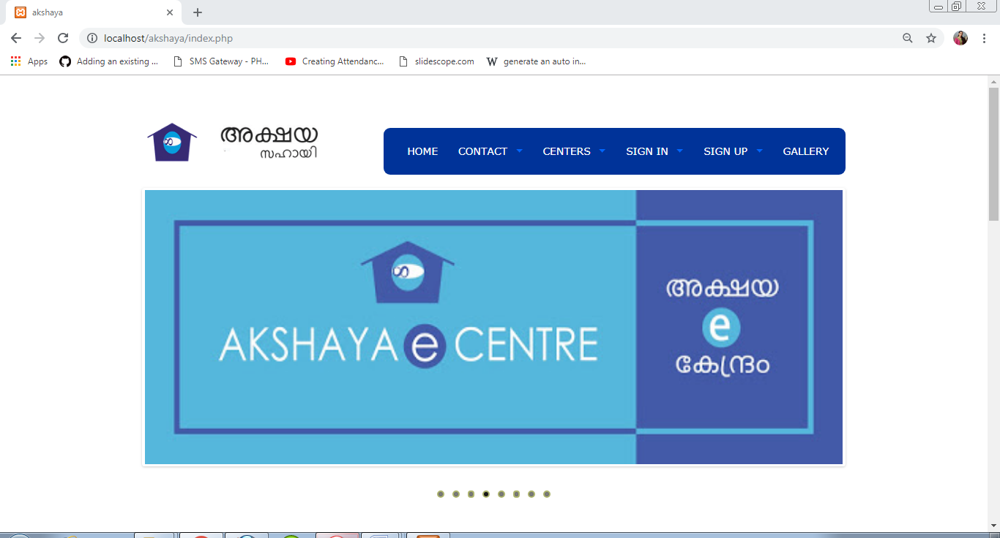 akshaya
localhost/akshaya/index.php
Apps Adding an existing ... SMS Gateway - PH... Creating Attendanc... slidescope.com W generate an auto in...
അക്ഷയ
സഹായി
HOME CONTACT CENTERS SIGN IN SIGN UP GALLERY
AKSHAYA e CENTRE
അക്ഷയ
e
കേന്ദ്രം